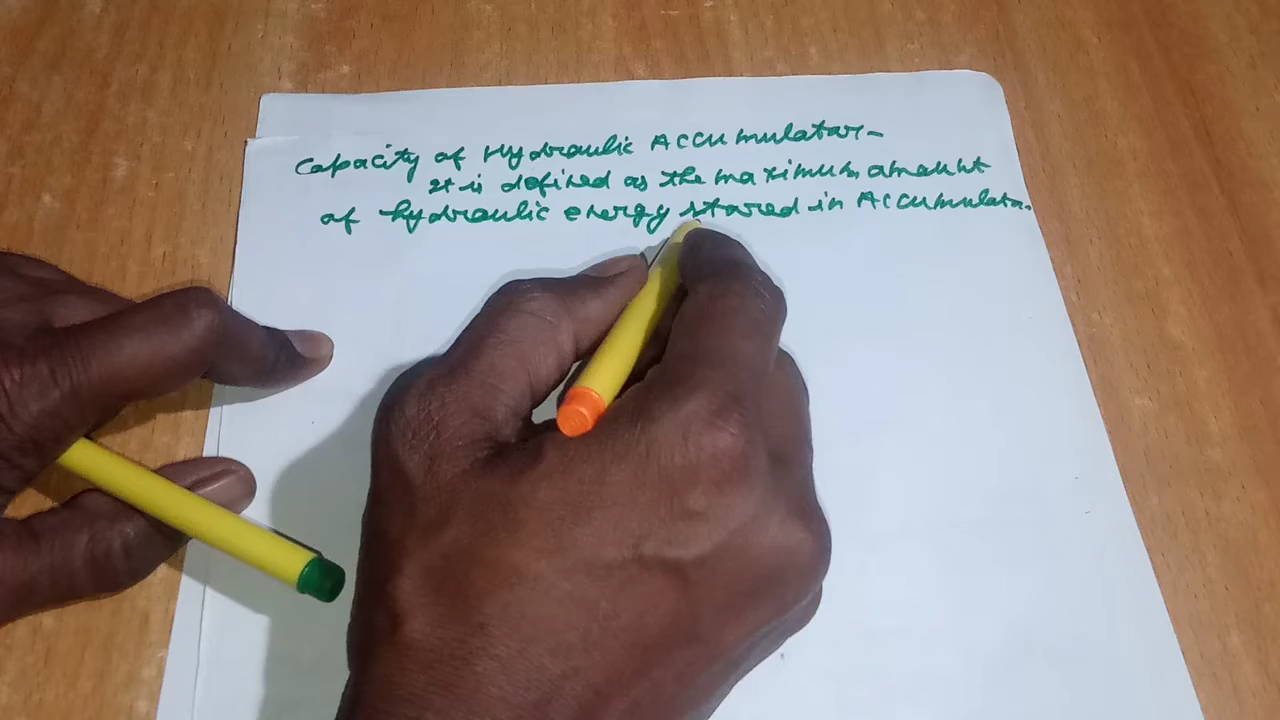 Capacity of Hydraulic Accumulator-
It is defined as the maximum amount
of hydraulic energy stored in Accumulator.